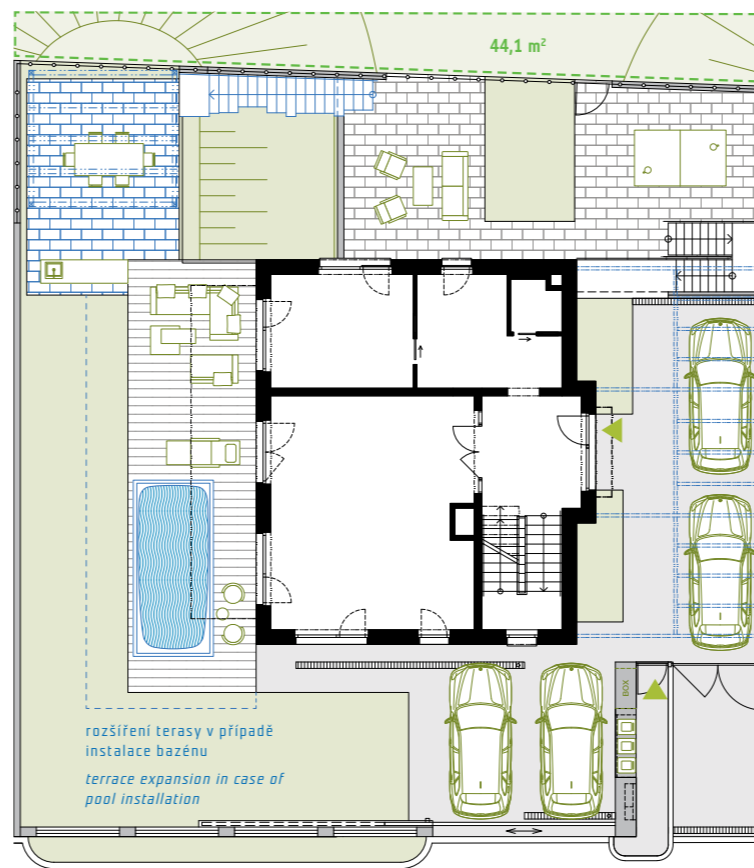 44,1 m²
BOX
rozšíření terasy v případě
instalace bazénu
terrace expansion in case of
pool installation